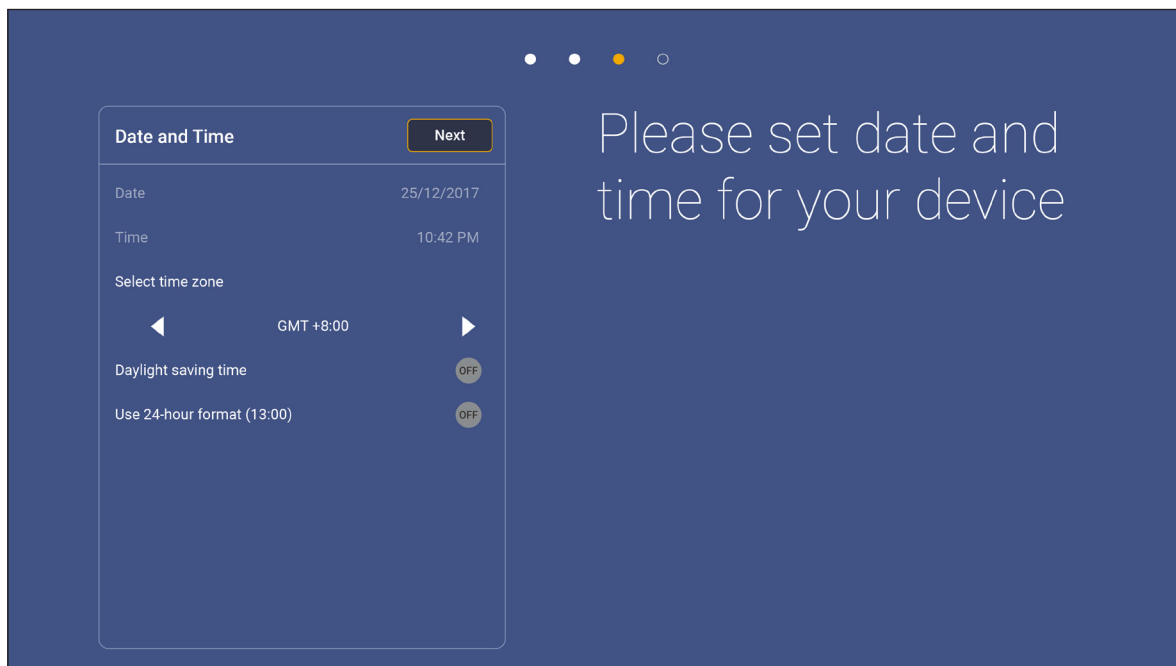 Date and Time
Next
Please set date and
time for your device
Date 25/12/2017
Time 10:42 PM
Select time zone
GMT +8:00
Daylight saving time OFF
Use 24-hour format (13:00) OFF